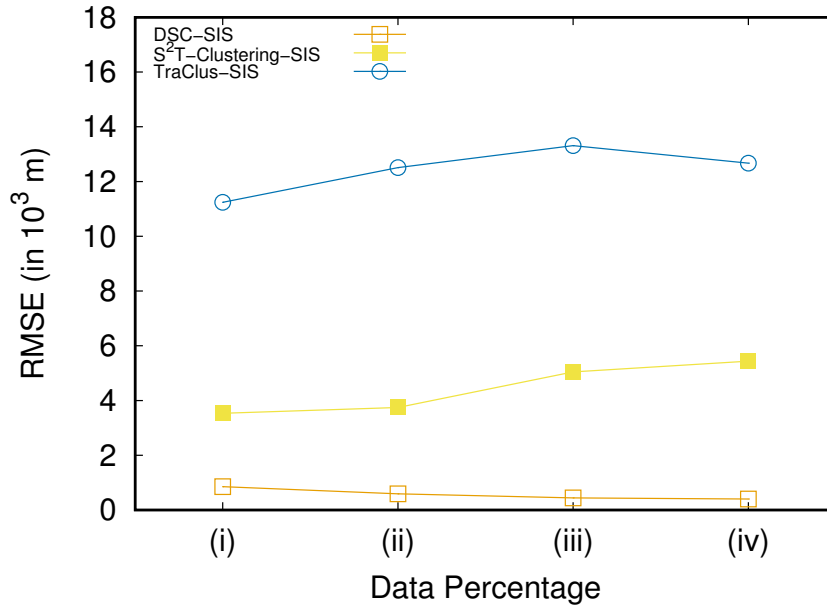 18
16
14
12
10
8
6
4
2
0
RMSE (in 10³ m)
DSC−SIS
S²T−Clustering−SIS
TraClus−SIS
(i) (ii) (iii) (iv)
Data Percentage